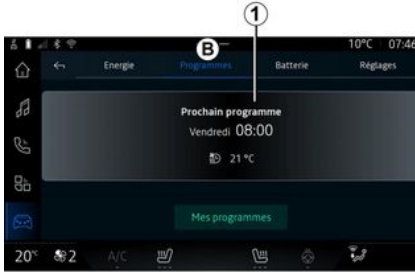 1
B
10°C 07:46
Energie Programmes Batterie Réglages
Prochain programme
Vendredi 08:00
21 °C
Mes programmes
20°c 2 A/C